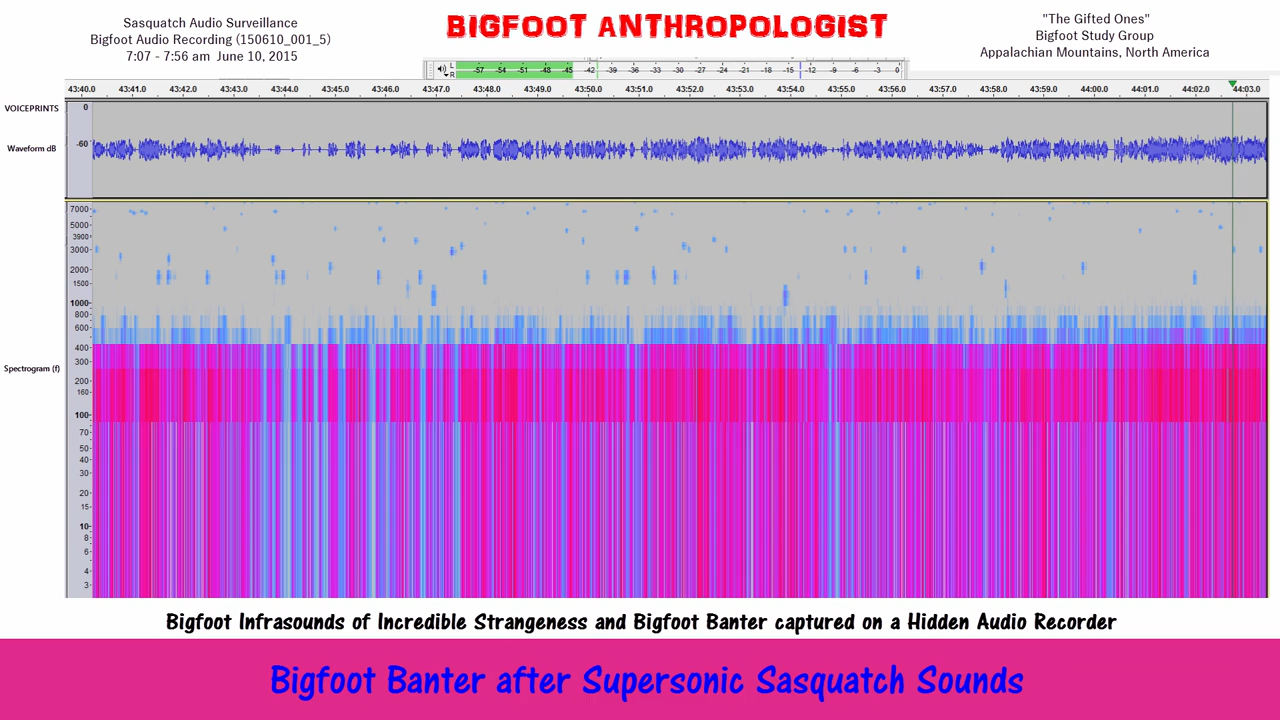 Sasquatch Audio Surveillance
Bigfoot Audio Recording (150610_001_5)
7:07 - 7:56 am June 10, 2015
BIGFOOT ANTHROPOLOGIST
"The Gifted Ones"
Bigfoot Study Group
Appalachian Mountains, North America
L
R
-57 -54 -51 -48 -45 -42 -39 -36 -33 -30 -27 -24 -21 -18 -15 -12 -9 -6 -3 0
43:40.0 43:41.0 43:42.0 43:43.0 43:44.0 43:45.0 43:46.0 43:47.0 43:48.0 43:49.0 43:50.0 43:51.0 43:52.0 43:53.0 43:54.0 43:55.0 43:56.0 43:57.0 43:58.0 43:59.0 44:00.0 44:01.0 44:02.0 44:03.0
VOICEPRINTS
0
Waveform dB
-60
7000
5000
3900
3000
2000
1600
1000
800
600
400
300
Spectrogram (f)
200
160
100
70
50
40
30
20
15
10
8
6
4
3
Bigfoot Infrasounds of Incredible Strangeness and Bigfoot Banter captured on a Hidden Audio Recorder
Bigfoot Banter after Supersonic Sasquatch Sounds